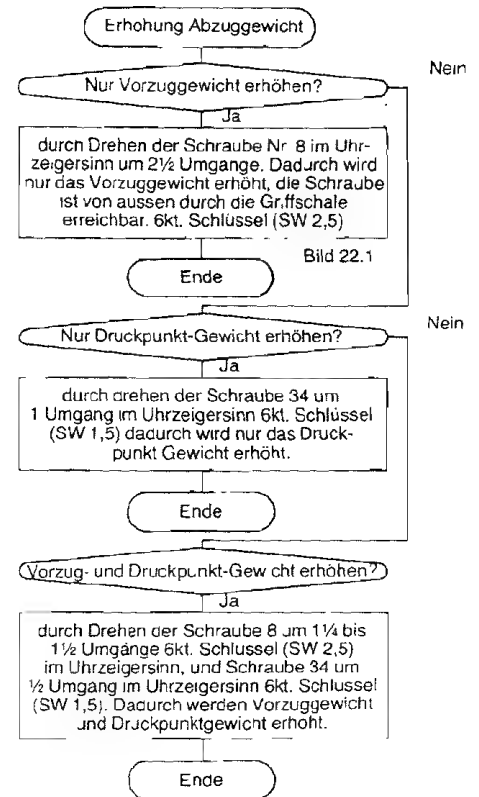 Erhohung Abzuggewicht
Nein
Nur Vorzuggewicht erhöhen?
Ja
durch Drehen der Schraube Nr. 8 im Uhr-
zeigersinn um 2½ Umgange. Dadurch wird
nur das Vorzuggewicht erhöht, die Schraube
ist von aussen durch die Griffschale
erreichbar. 6kt. Schlüssel (SW 2,5)
Bild 22.1
Ende
Nein
Nur Druckpunkt-Gewicht erhöhen?
Ja
durch drehen der Schraube 34 um
1 Umgang im Uhrzeigersinn 6kt. Schlüssel
(SW 1,5) dadurch wird nur das Druck-
punkt Gewicht erhöht.
Ende
Vorzug- und Druckpunkt-Gewicht erhöhen?
Ja
durch Drehen der Schraube 8 um 1¼ bis
1½ Umgänge 6kt. Schlussel (SW 2,5)
im Uhrzeigersinn, und Schraube 34 um
½ Umgang im Uhrzeigersinn 6kt. Schlussel
(SW 1,5). Dadurch werden Vorzuggewicht
und Druckpunktgewicht erhoht.
Ende